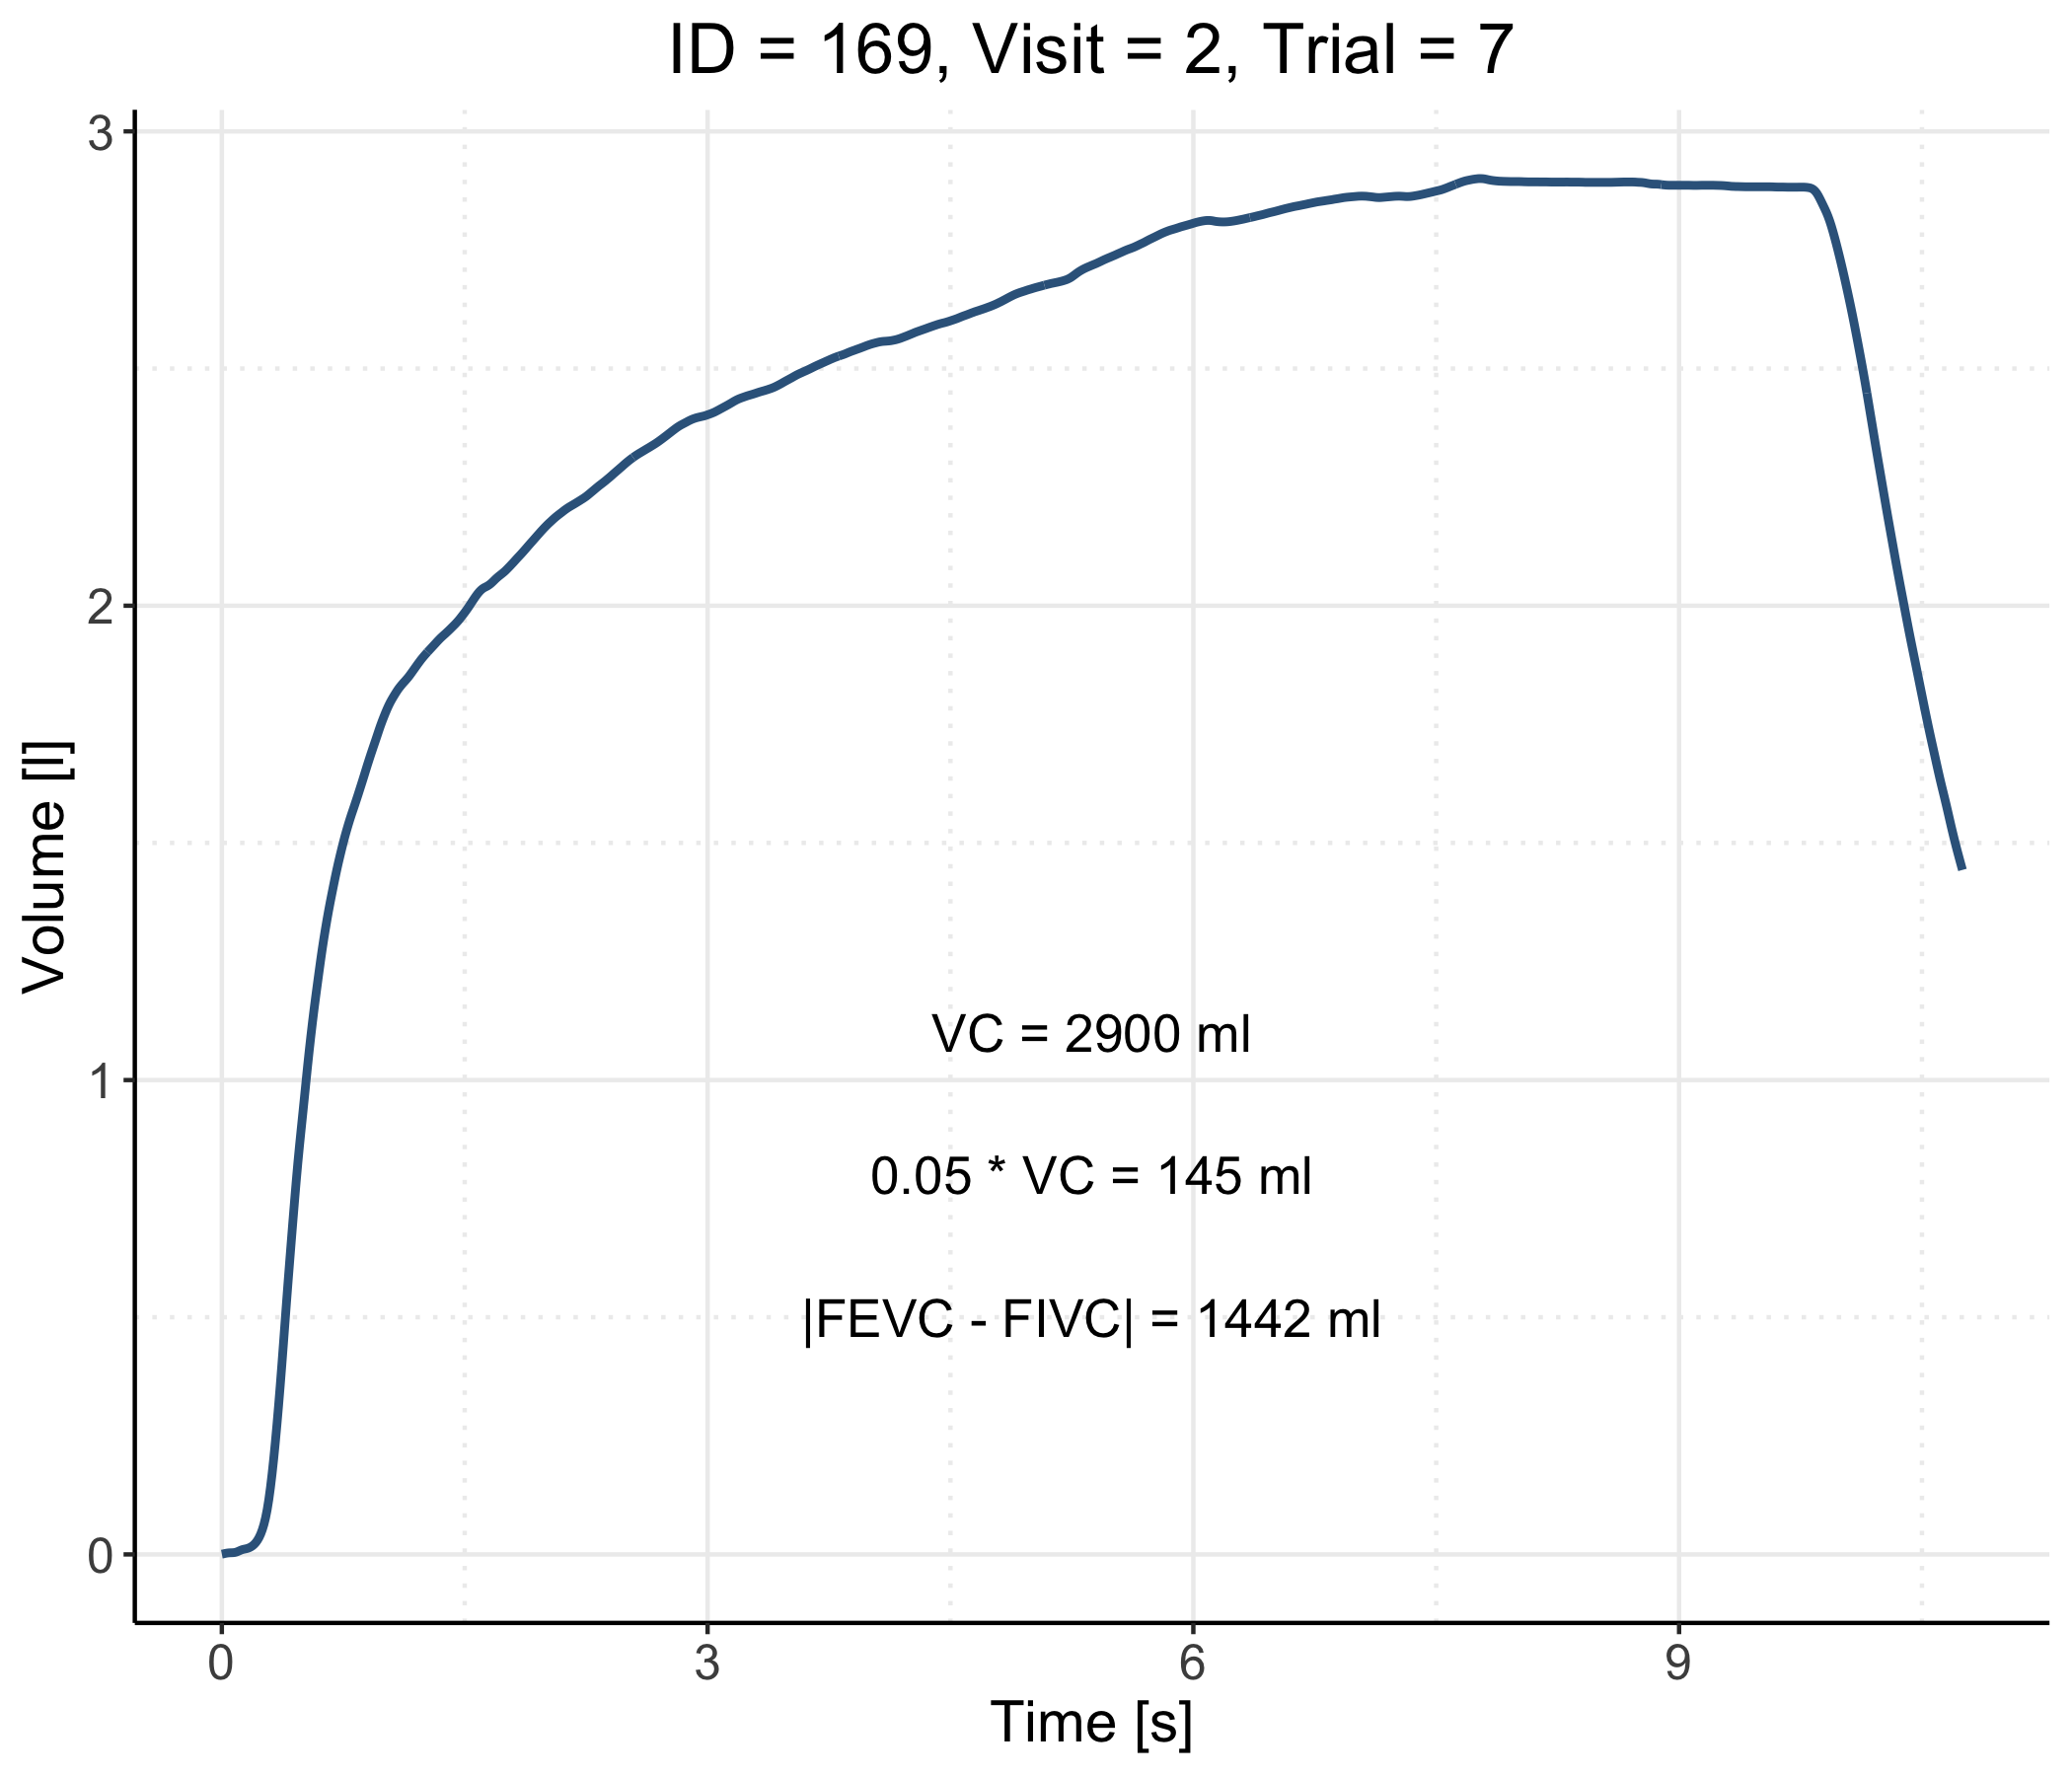 ID = 169, Visit = 2, Trial = 7
3
2
1
0
Volume [l]
VC = 2900 ml
0.05 * VC = 145 ml
|FEVC - FIVC| = 1442 ml
0 3 6 9
Time [s]